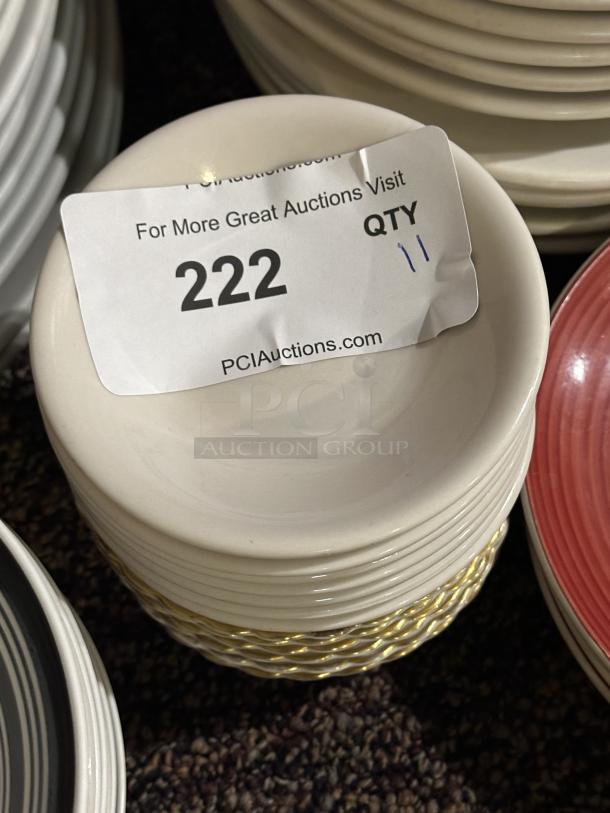 PCIAuctions.com
For More Great Auctions Visit
QTY
222
11
PCIAuctions.com
PCI
AUCTION GROUP